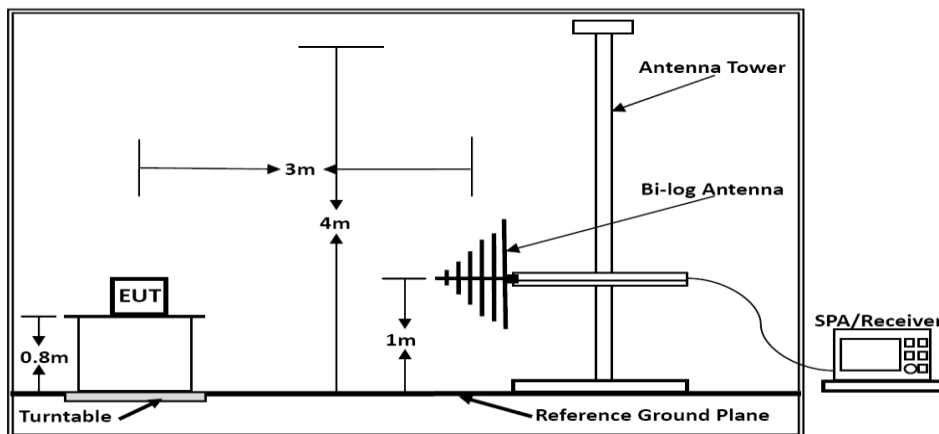 Antenna Tower
3m
Bi-log Antenna
4m
EUT
SPA/Receiver
0.8m
1m
Turntable
Reference Ground Plane